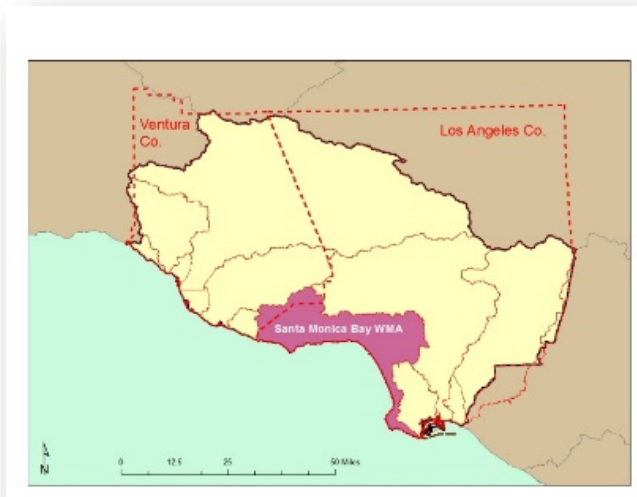 Ventura
Co.
Los Angeles Co.
Santa Monica Bay WMA
N
0 12.5 25 50 Miles